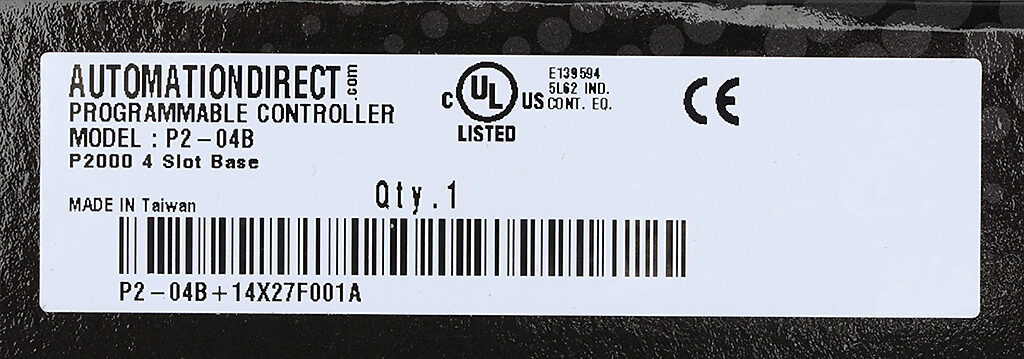 AUTOMATIONDIRECT.com
PROGRAMMABLE CONTROLLER
MODEL : P2-04B
P2000 4 Slot Base
C UL US
LISTED
E139594
5L62 IND.
CONT. EQ.
CE
MADE IN Taiwan
Qty.1
P2-04B+14X27F001A